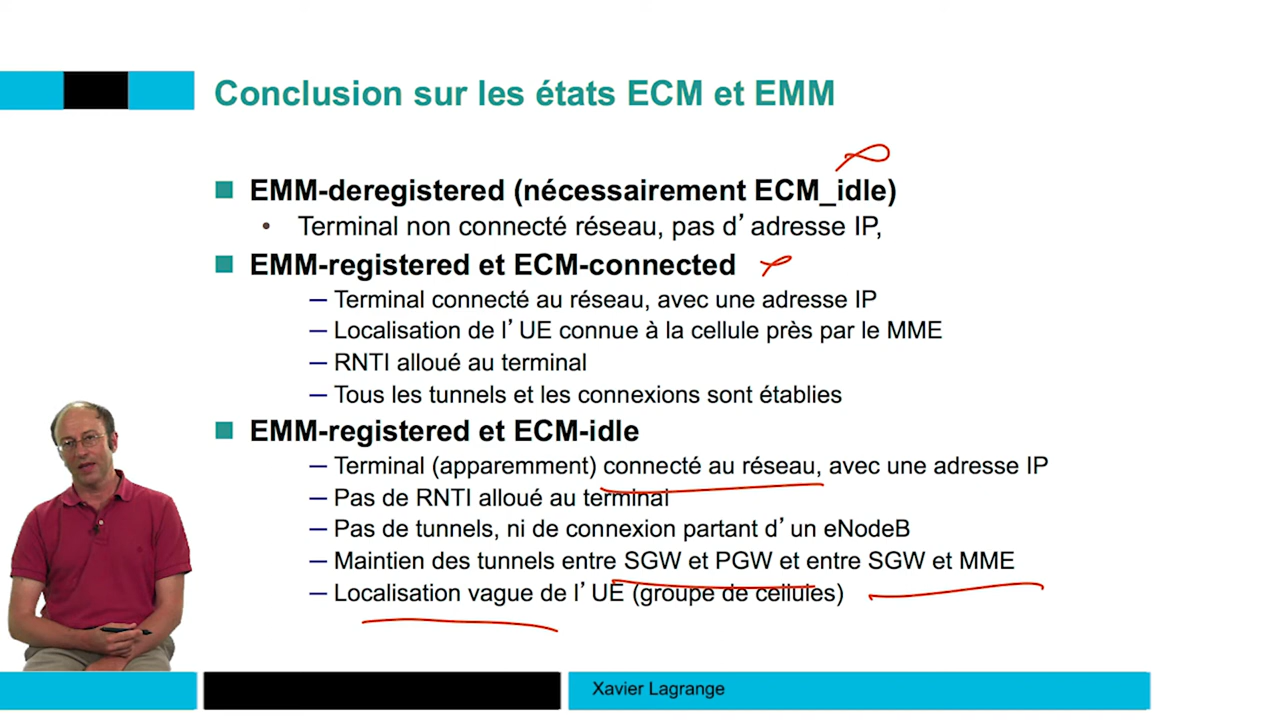 Conclusion sur les états ECM et EMM
EMM-deregistered (nécessairement ECM_idle)
• Terminal non connecté réseau, pas d’adresse IP,
EMM-registered et ECM-connected
— Terminal connecté au réseau, avec une adresse IP
— Localisation de l’UE connue à la cellule près par le MME
— RNTI alloué au terminal
— Tous les tunnels et les connexions sont établies
EMM-registered et ECM-idle
— Terminal (apparemment) connecté au réseau, avec une adresse IP
— Pas de RNTI alloué au terminal
— Pas de tunnels, ni de connexion partant d’un eNodeB
— Maintien des tunnels entre SGW et PGW et entre SGW et MME
— Localisation vague de l’UE (groupe de cellules)
Xavier Lagrange